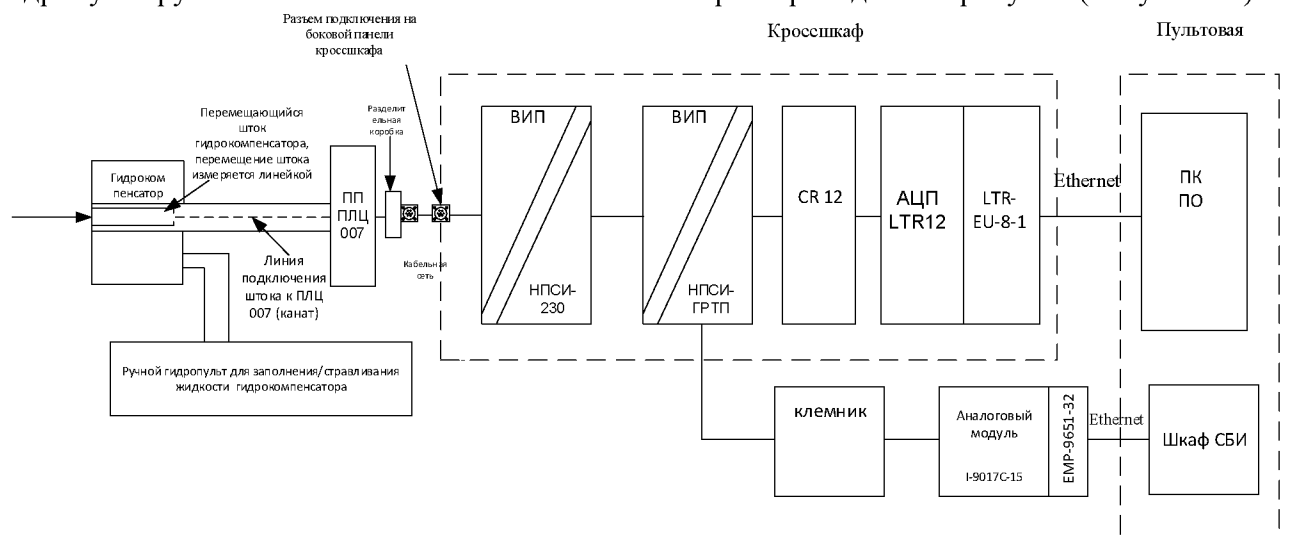 Разъем подключения на
боковой панели
кроссшкафа
Кроссшкаф
Пультовая
Перемещающийся
шток
гидрокомпенсатора,
перемещение штока
измеряется линейкой
Разделит
ельная
коробка
Гидроком
пенсатор
ПП
ПЛЦ
007
Линия
подключения
штока к ПЛЦ
007 (канат)
Кабельная
сеть
ВИП
НПСИ-
230
ВИП
НПСИ-
ГРТП
CR 12
АЦП
LTR12
LTR-
EU-8-1
Ethernet
ПК
ПО
Ручной гидропульт для заполнения/стравливания
жидкости гидрокомпенсатора
клемник
Аналоговый
модуль
I-9017C-15
EMP-9651-32
Ethernet
Шкаф СБИ